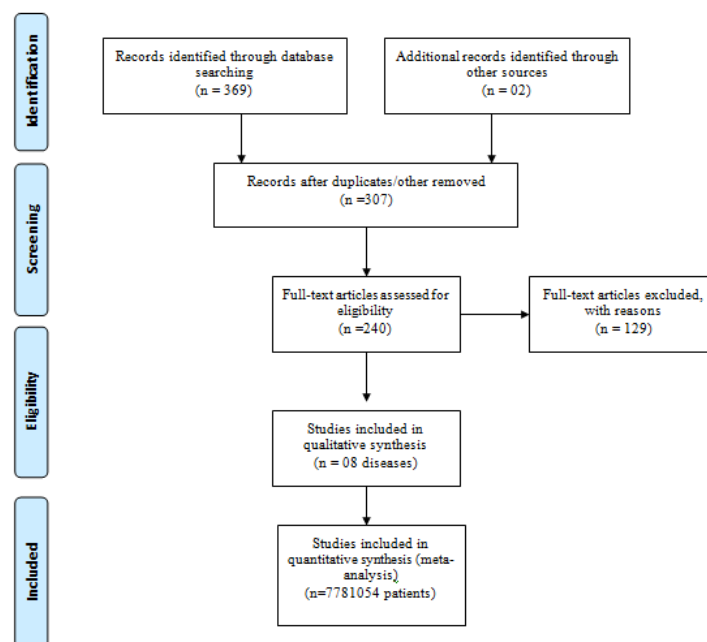 Identification
Records identified through database
searching
(n = 369)
Additional records identified through
other sources
(n = 02)
Screening
Records after duplicates/other removed
(n =307)
Full-text articles assessed for
eligibility
(n =240)
Full-text articles excluded,
with reasons
(n = 129)
Eligibility
Studies included in
qualitative synthesis
(n = 08 diseases)
Included
Studies included in
quantitative synthesis (meta-
analysis)
(n=7781054 patients)